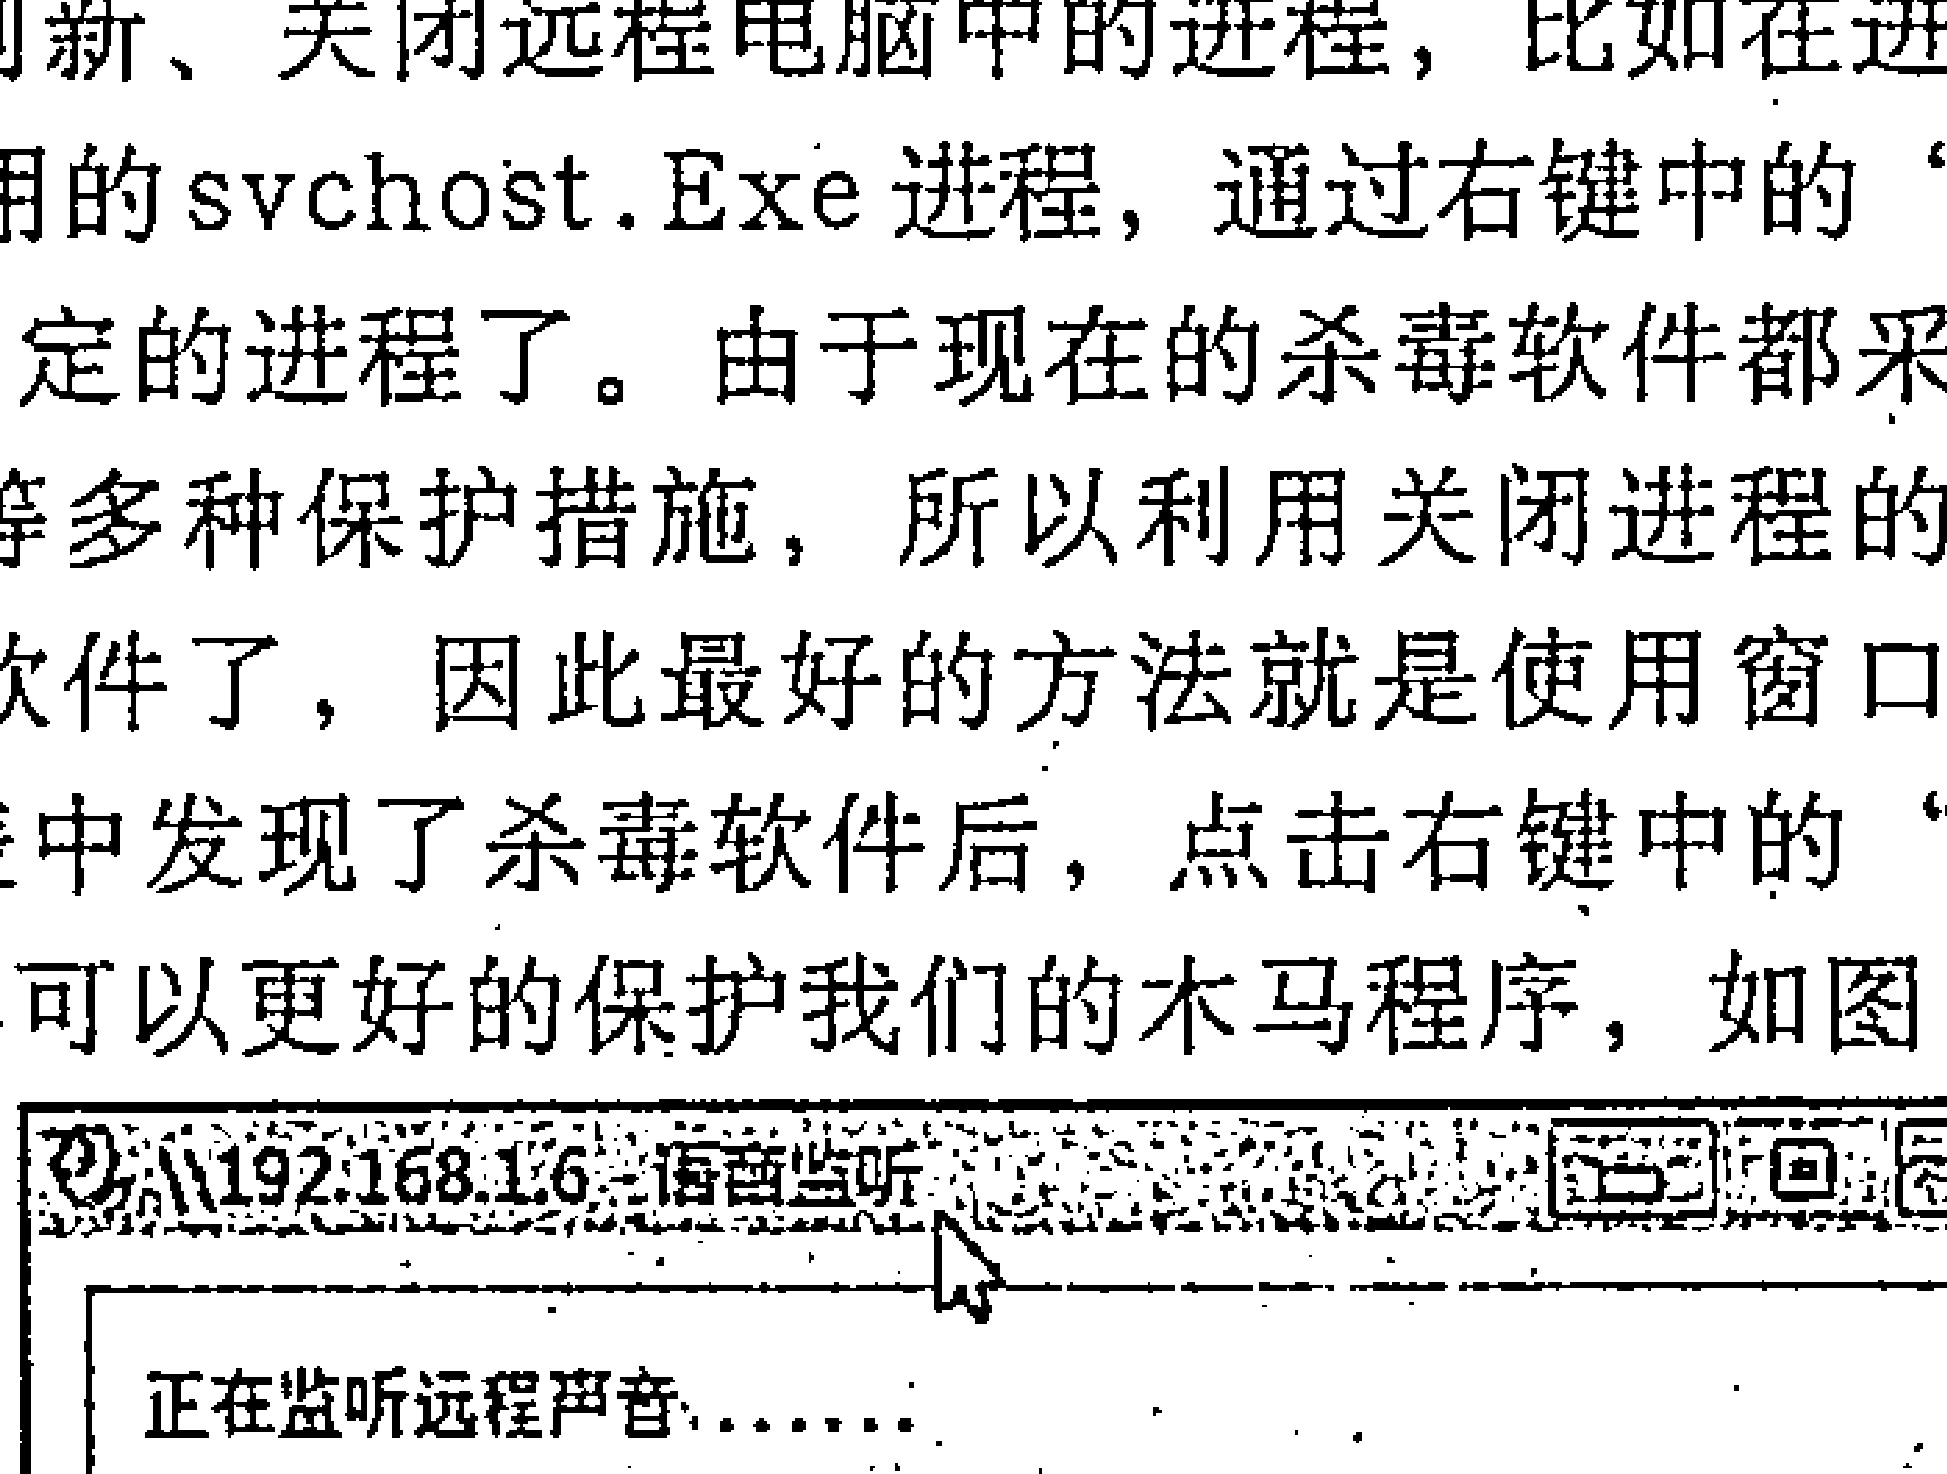 刷新、关闭远程电脑中的进程，比如在进
用的svchost.Exe进程，通过右键中的“
定的进程了。由于现在的杀毒软件都采
等多种保护措施，所以利用关闭进程的
软件了，因此最好的方法就是使用窗口
中发现了杀毒软件后，点击右键中的“
可以更好的保护我们的木马程序，如图
\\192.168.1.6 - 语音监听
正在监听远程声音.......